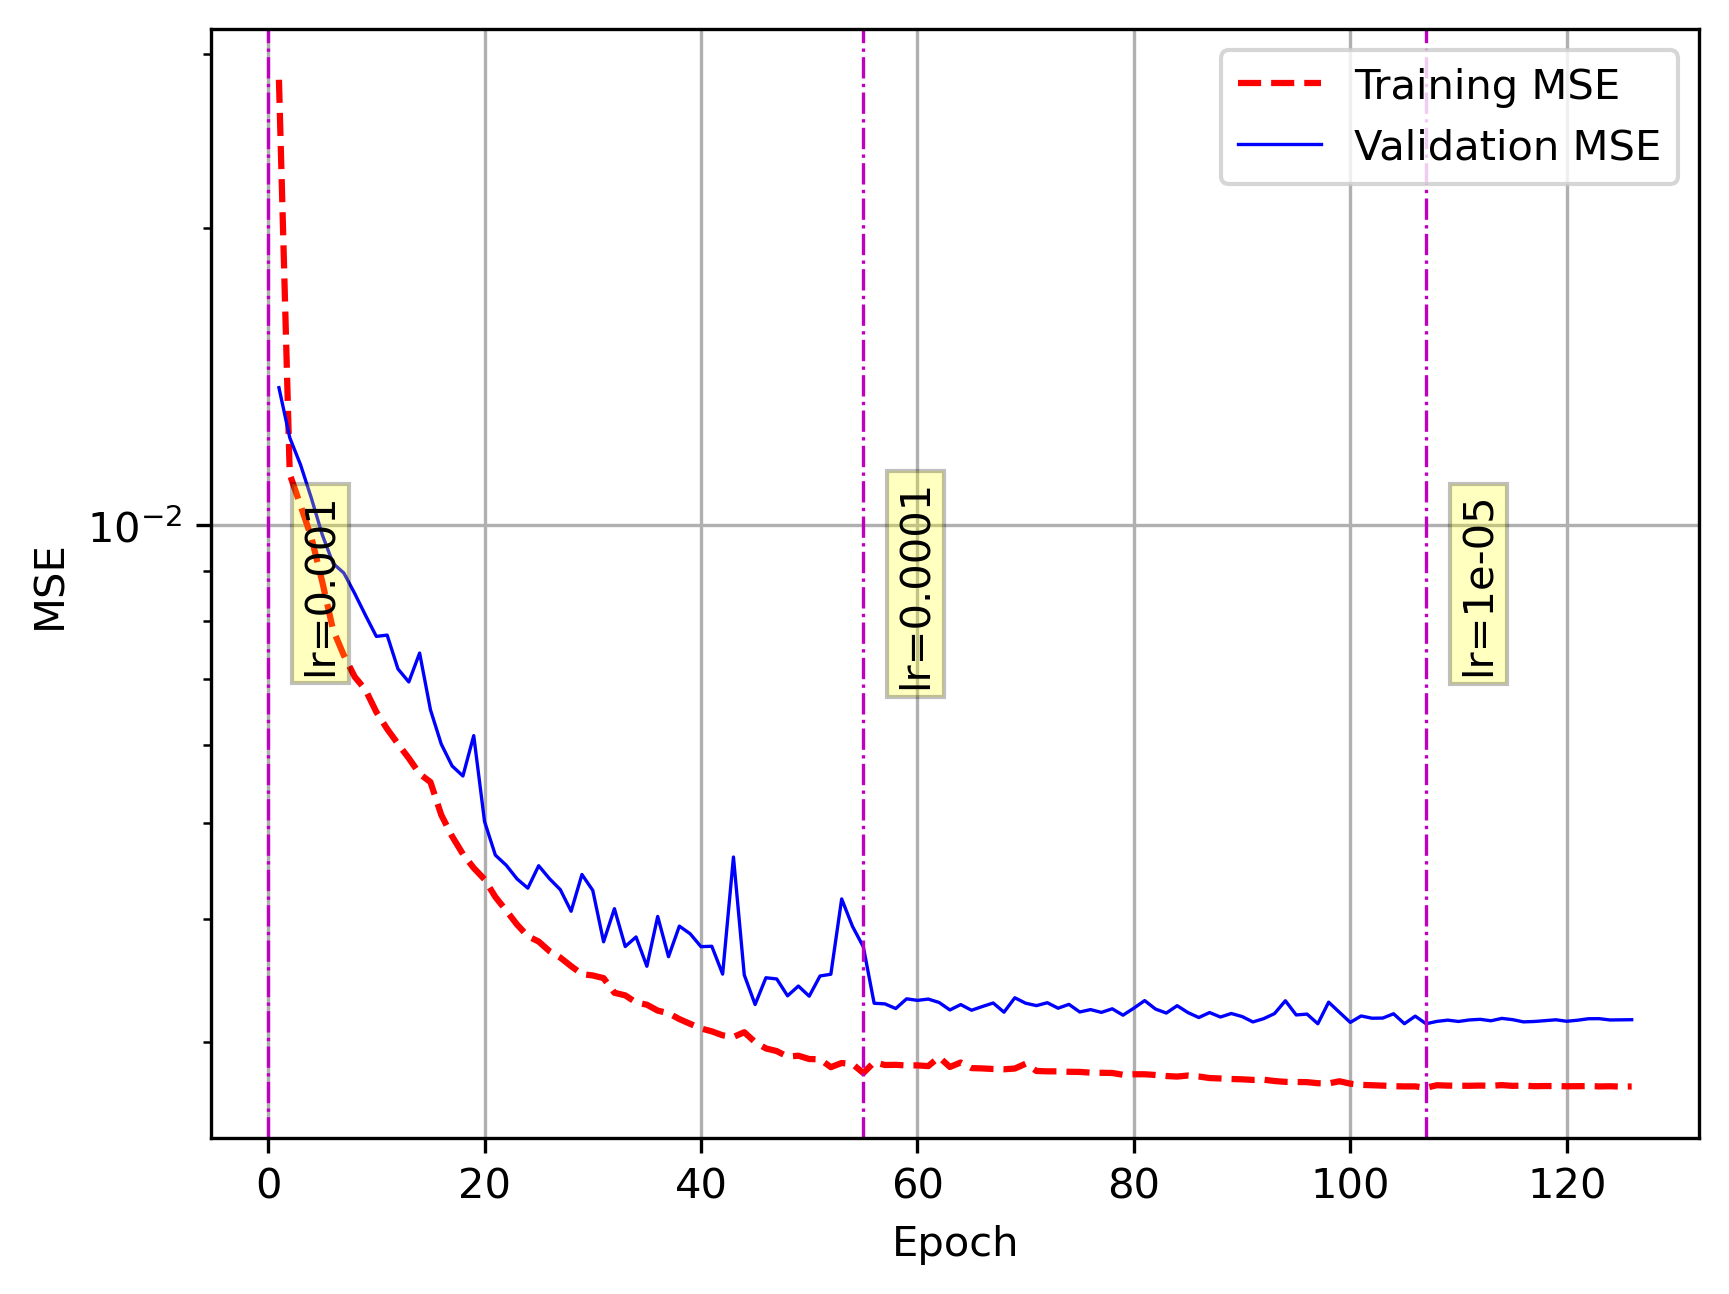 Training MSE
Validation MSE
MSE
10⁻²
lr=0.001
lr=0.0001
lr=1e-05
0 20 40 60 80 100 120
Epoch